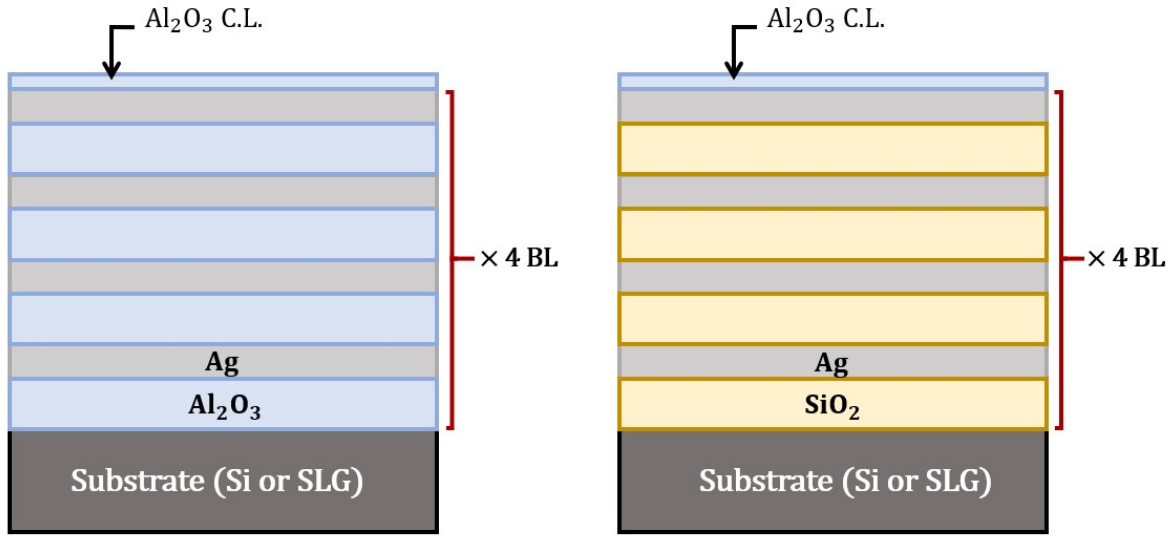 Al₂O₃ C.L.
× 4 BL
Ag
Al₂O₃
Substrate (Si or SLG)
Al₂O₃ C.L.
× 4 BL
Ag
SiO₂
Substrate (Si or SLG)